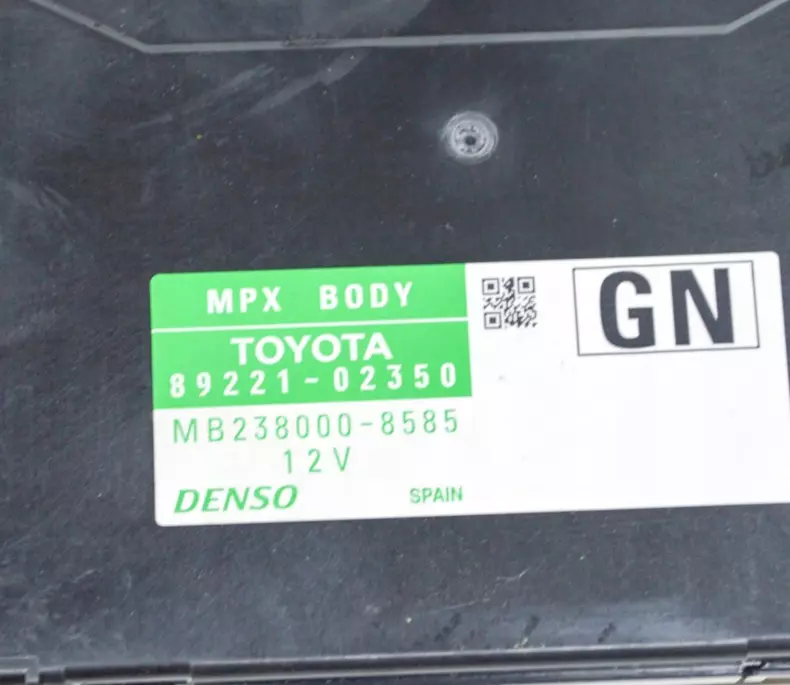 MPX BODY
GN
TOYOTA
89221-02350
MB238000-8585
12V
DENSO
SPAIN